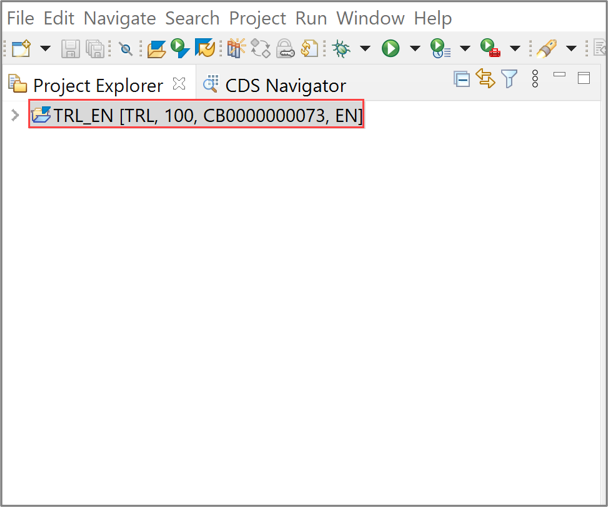 File Edit Navigate Search Project Run Window Help
Project Explorer CDS Navigator
TRL_EN [TRL, 100, CB0000000073, EN]